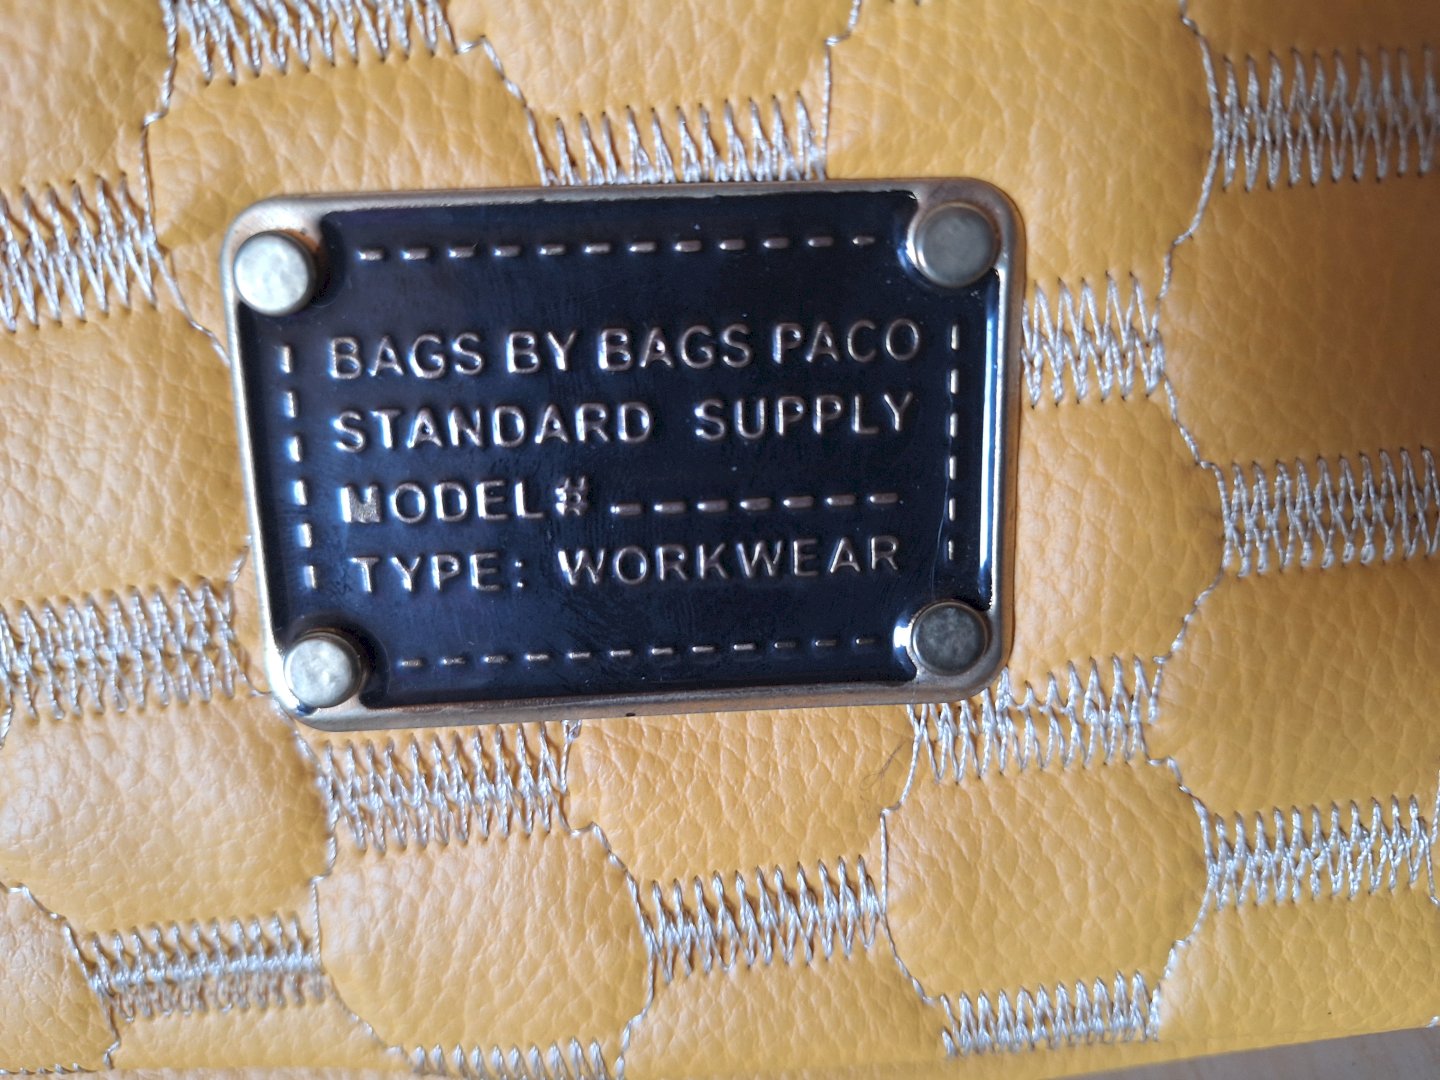 BAGS BY BAGS PACO
STANDARD SUPPLY
MODEL# -------
TYPE: WORKWEAR